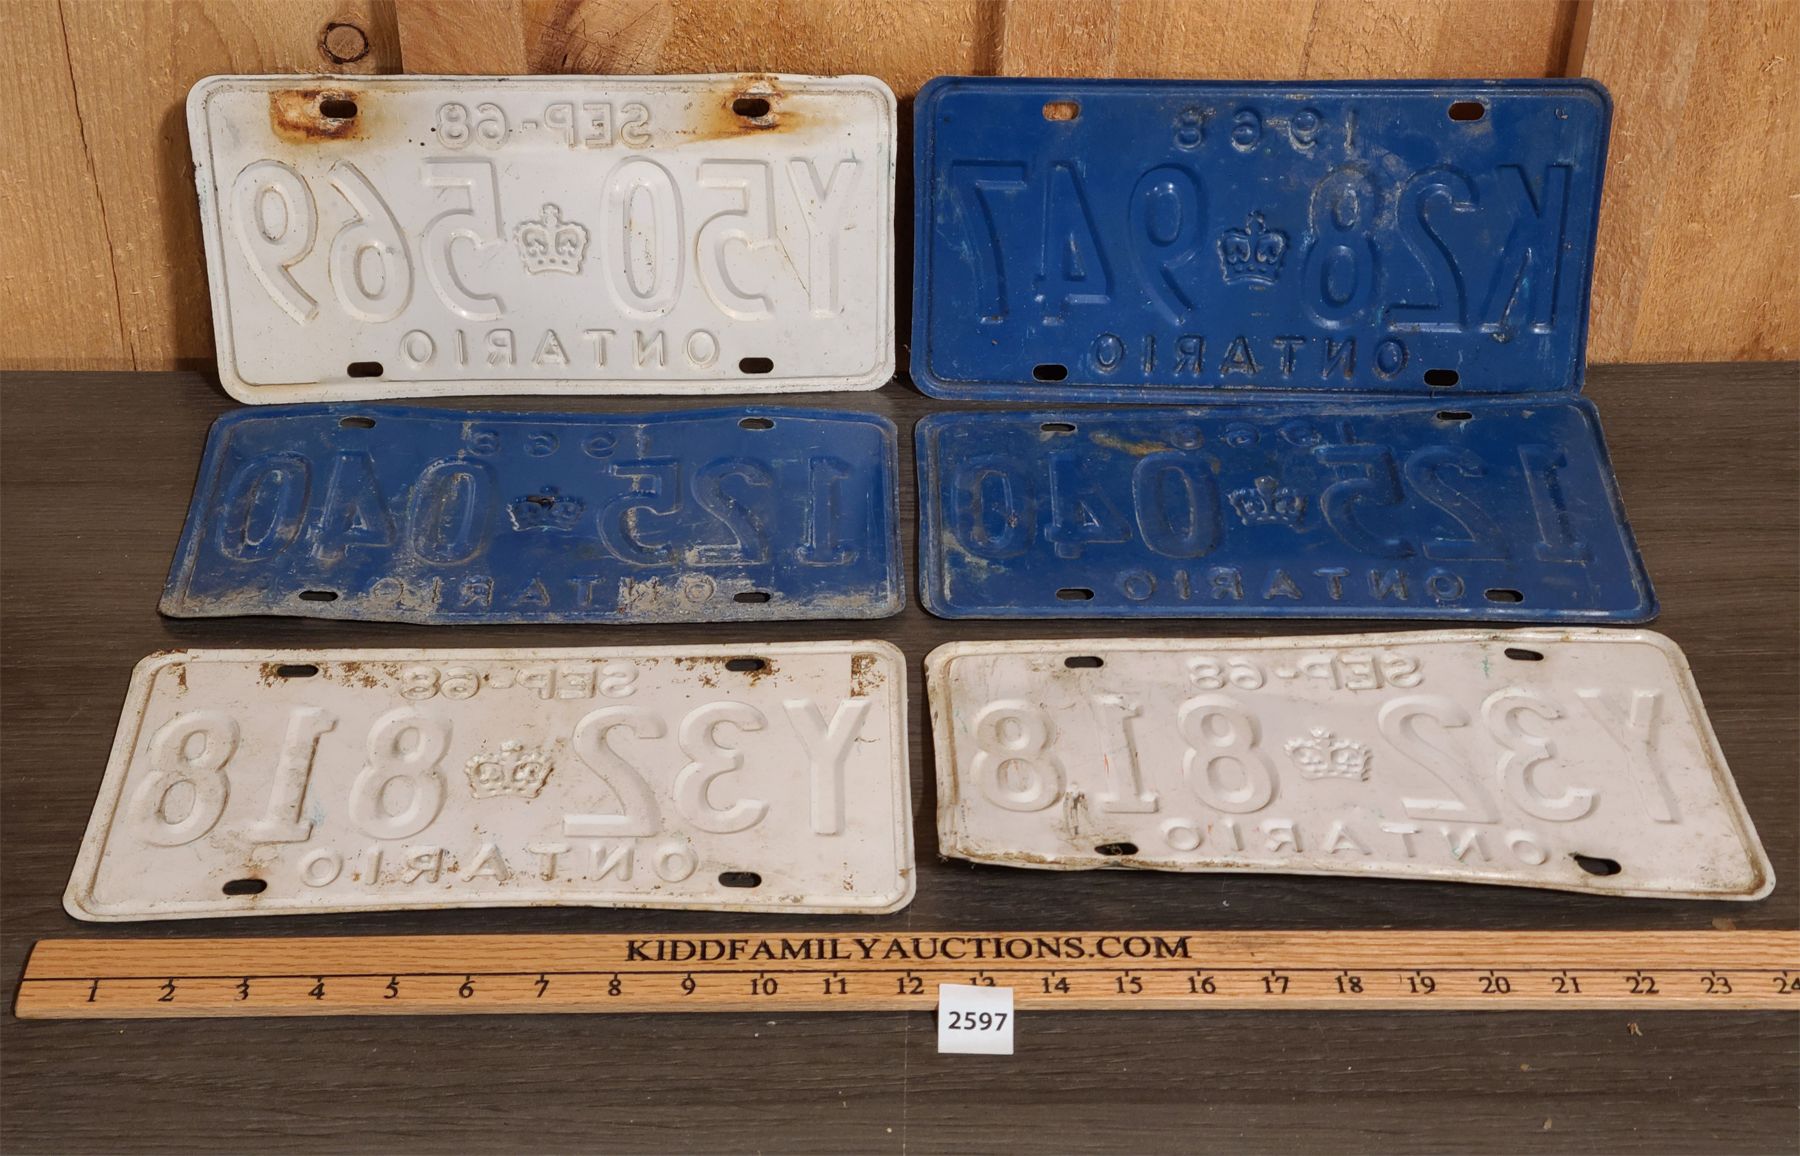 SEP-68
Y50 569
ONTARIO
1968
K28 947
ONTARIO
1968
125 040
ONTARIO
1968
125 040
ONTARIO
SEP-68
Y32 818
ONTARIO
SEP-68
Y32 818
ONTARIO
KIDDFAMILYAUCTIONS.COM
1 2 3 4 5 6 7 8 9 10 11 12 13 14 15 16 17 18 19 20 21 22 23 24
2597